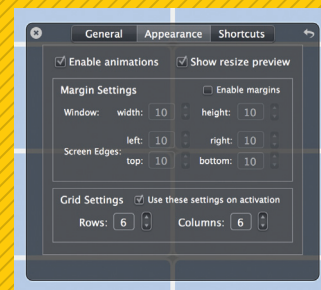 General Appearance Shortcuts
Enable animations Show resize preview
Margin Settings Enable margins
Window: width: 10 height: 10
left: 10 right: 10
Screen Edges:
top: 10 bottom: 10
Grid Settings Use these settings on activation
Rows: 6 Columns: 6